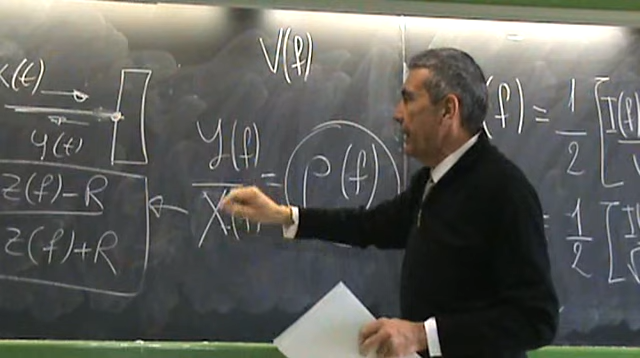 V(f)
X(t)
y(t)
Z(f)-R
Z(f)+R
Y(f)
X(f)
= ρ(f)
(f) = 1/2 [I(f)
= 1/2 [